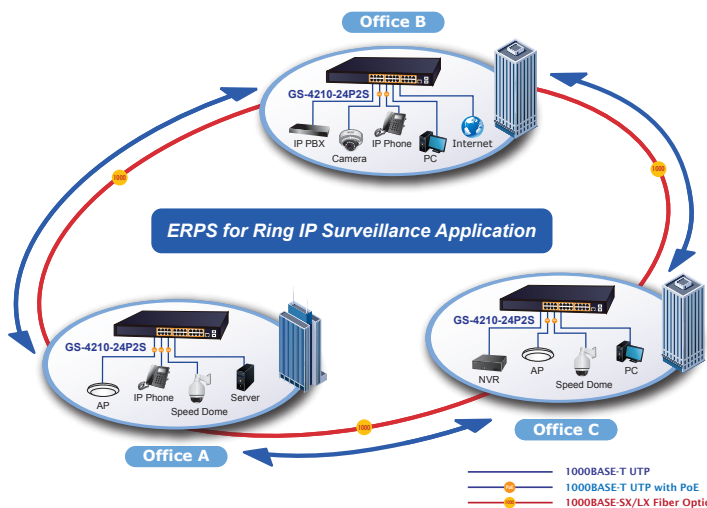 Office B
GS-4210-24P2S
IP PBX
Camera
IP Phone
PC
Internet
1000
1000
ERPS for Ring IP Surveillance Application
GS-4210-24P2S
AP
IP Phone
Speed Dome
Server
GS-4210-24P2S
NVR
AP
Speed Dome
PC
1000
Office A
Office C
1000BASE-T UTP
PoE
1000BASE-T UTP with PoE
1000
1000BASE-SX/LX Fiber Optic